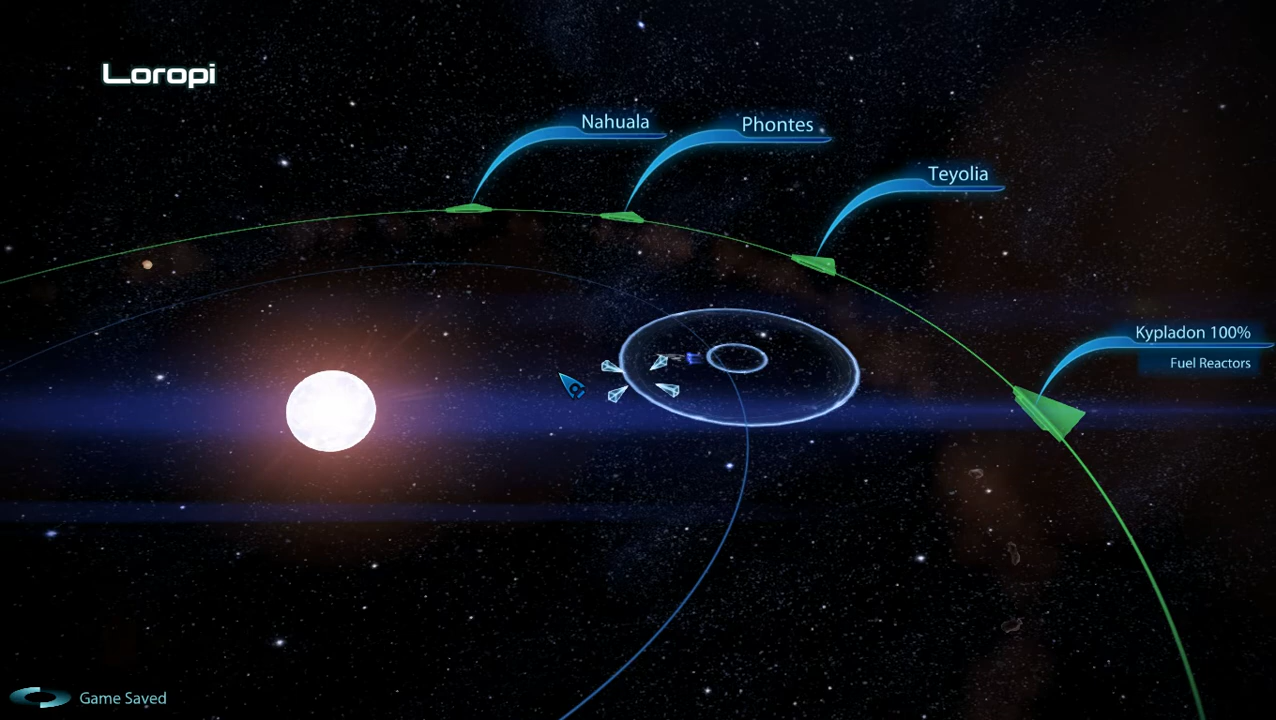 Loropi
Nahuala
Phontes
Teyolia
Kypladon 100%
Fuel Reactors
Game Saved